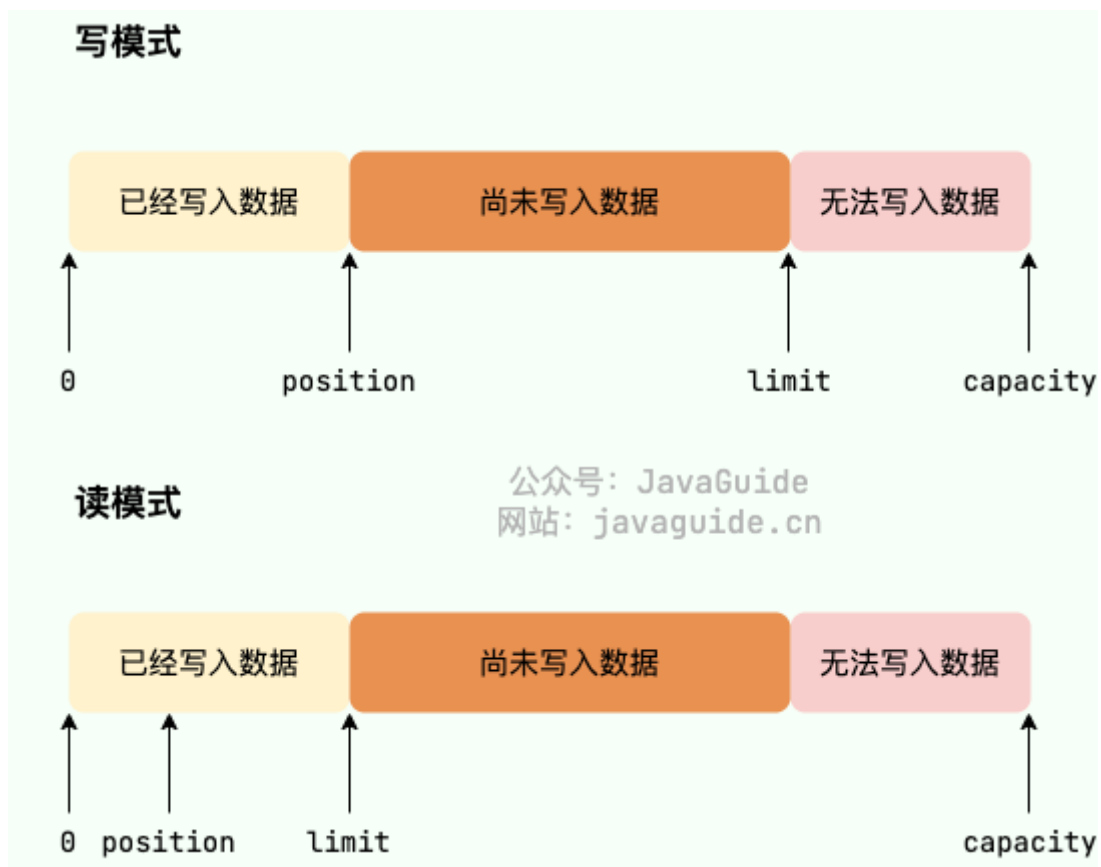 写模式
已经写入数据 尚未写入数据 无法写入数据
0 position limit capacity
公众号：JavaGuide
网站：javaguide.cn
读模式
已经写入数据 尚未写入数据 无法写入数据
0 position limit capacity